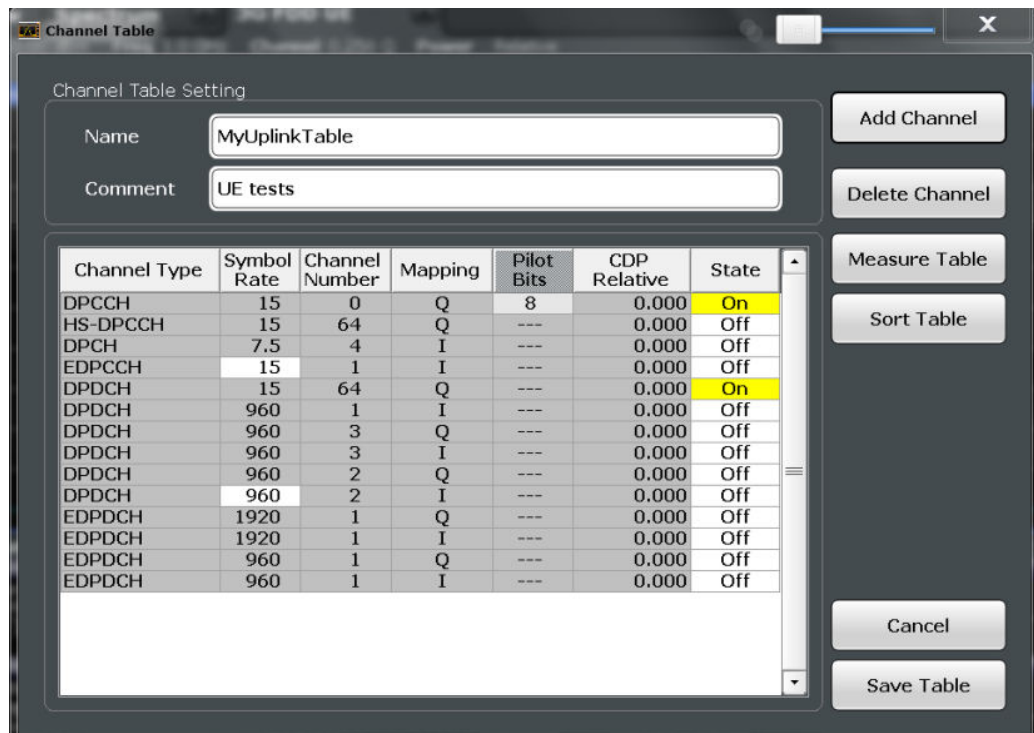 Channel Table
X
Channel Table Setting
Name MyUplinkTable
Comment UE tests
Add Channel
Delete Channel
Measure Table
Sort Table
Channel Type Symbol Rate Channel Number Mapping Pilot Bits CDP Relative State
DPCCH 15 0 Q 8 0.000 On
HS-DPCCH 15 64 Q --- 0.000 Off
DPCH 7.5 4 I --- 0.000 Off
EDPCCH 15 1 I --- 0.000 Off
DPDCH 15 64 Q --- 0.000 On
DPDCH 960 1 I --- 0.000 Off
DPDCH 960 3 Q --- 0.000 Off
DPDCH 960 3 I --- 0.000 Off
DPDCH 960 2 Q --- 0.000 Off
DPDCH 960 2 I --- 0.000 Off
EDPDCH 1920 1 Q --- 0.000 Off
EDPDCH 1920 1 I --- 0.000 Off
EDPDCH 960 1 Q --- 0.000 Off
EDPDCH 960 1 I --- 0.000 Off
Cancel
Save Table